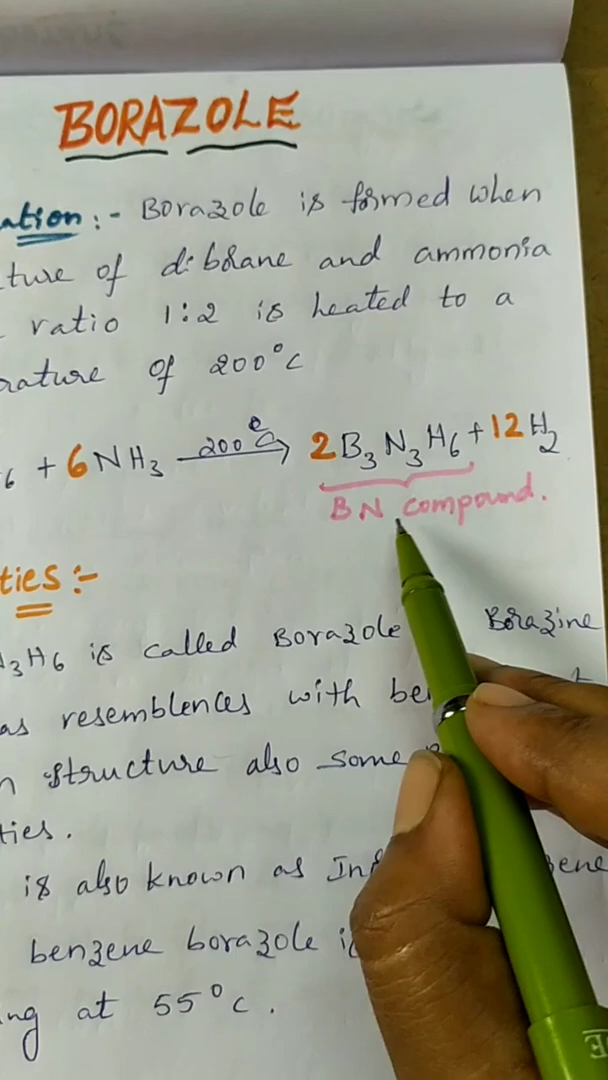 BORAZOLE
ation:- Borazole is formed when
ture of diborane and ammonia
ratio 1:2 is heated to a
rature of 200°C
6 + 6NH3 200°C → 2B3N3H6 + 12H2
BN compound.
ties :-
3H6 is called Borazole Borazine
as resemblences with be
n structure also some
ties.
is also known as In ene
benzene borazole i
ng at 55°C.